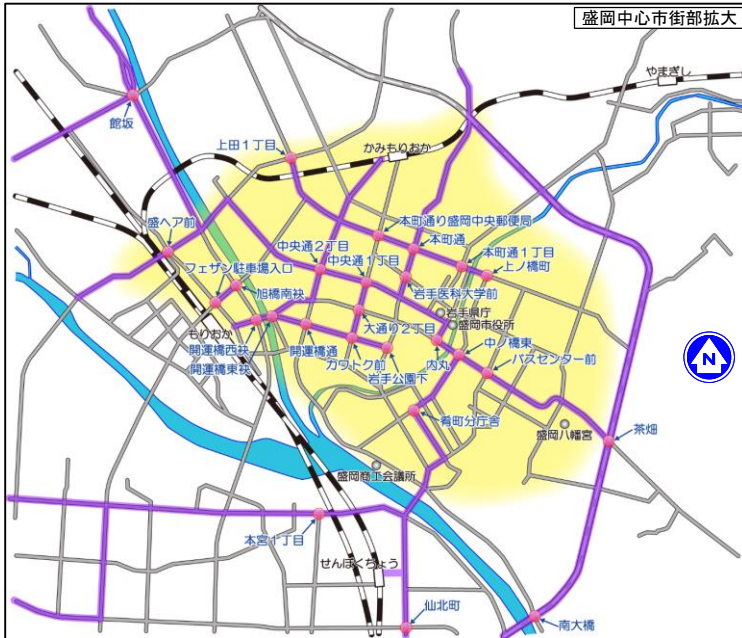 盛岡中心市街部拡大
やまぎし
館坂
上田１丁目
かみもりおか
盛ヘア前
本町通り盛岡中央郵便局
中央通２丁目
本町通
フェザン駐車場入口
中央通１丁目
本町通１丁目
上ノ橋町
旭橋南袂
岩手医科大学前
岩手県庁
大通り２丁目
盛岡市役所
もりおか
開運橋西袂
開運橋通
中ノ橋東
開運橋東袂
カワトク前
内丸
バスセンター前
岩手公園下
N
肴町分庁舎
盛岡八幡宮
茶畑
盛岡商工会議所
本宮１丁目
せんぼくちょう
仙北町
南大橋